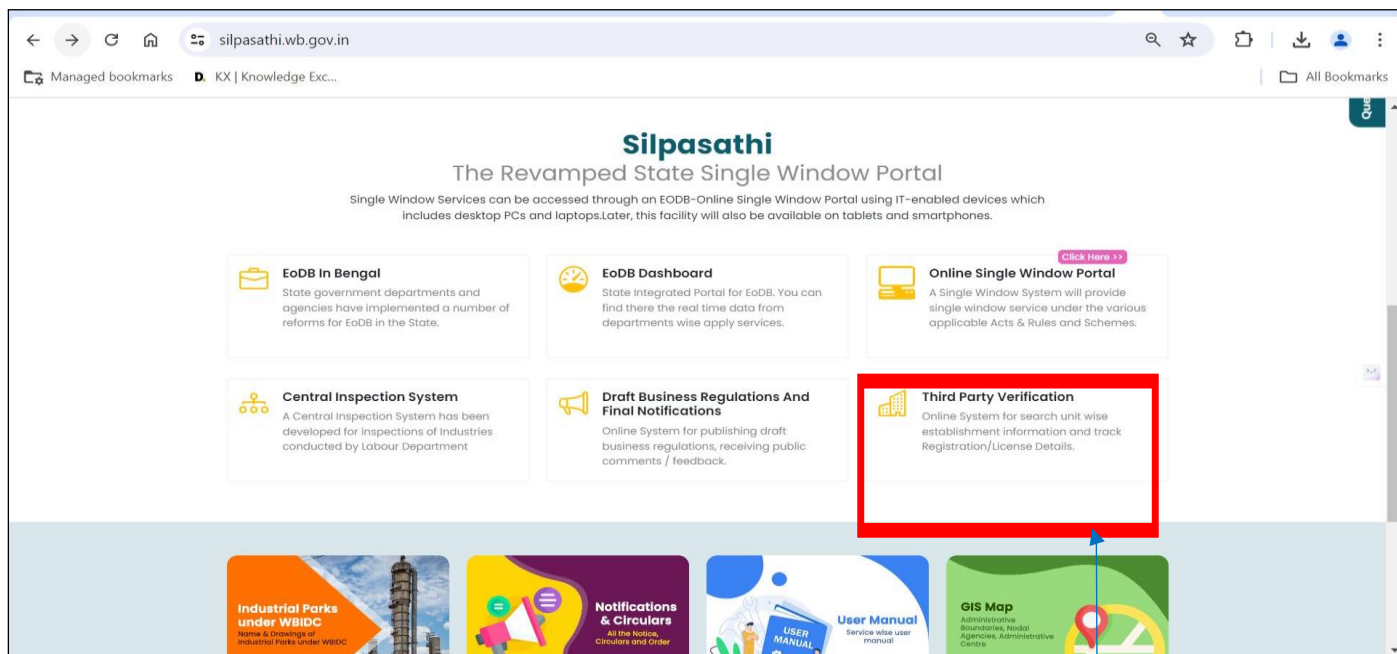 silpasathi.wb.gov.in
Managed bookmarks
D. KX | Knowledge Exc...
All Bookmarks
Que
Silpasathi
The Revamped State Single Window Portal
Single Window Services can be accessed through an EODB-Online Single Window Portal using IT-enabled devices which
includes desktop PCs and laptops.Later, this facility will also be available on tablets and smartphones.
EoDB In Bengal
State government departments and
agencies have implemented a number of
reforms for EoDB in the State.
EoDB Dashboard
State Integrated Portal for EoDB. You can
find there the real time data from
departments wise apply services.
Click Here >>
Online Single Window Portal
A Single Window System will provide
single window service under the various
applicable Acts & Rules and Schemes.
Central Inspection System
A Central Inspection System has been
developed for inspections of Industries
conducted by Labour Department
Draft Business Regulations And
Final Notifications
Online System for publishing draft
business regulations, receiving public
comments / feedback.
Third Party Verification
Online System for search unit wise
establishment information and track
Registration/License Details.
Industrial Parks
under WBIDC
Name & Drawings of
Industrial Parks under WBIDC
Notifications
& Circulars
All the Notice,
Circulars and Order
USER
MANUAL
User Manual
Service wise user
manual
GIS Map
Administrative
Boundaries, Nodal
Agencies, Administrative
Centre